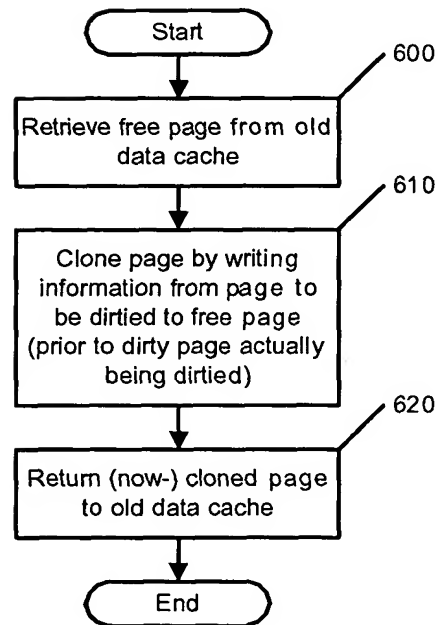 Start
600
Retrieve free page from old
data cache
610
Clone page by writing
information from page to
be dirtied to free page
(prior to dirty page actually
being dirtied)
620
Return (now-) cloned page
to old data cache
End